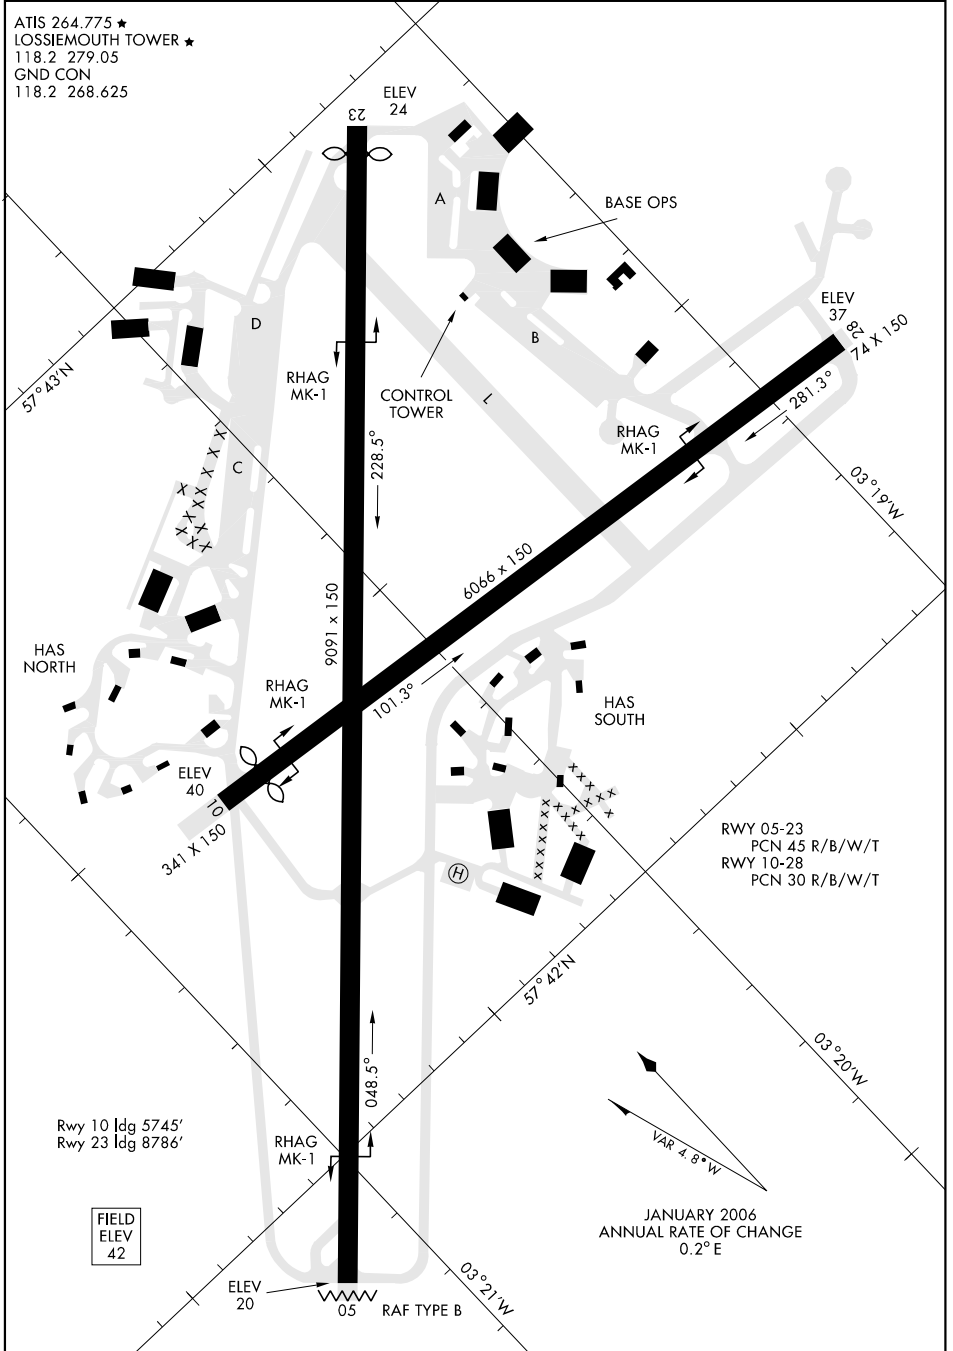 ATIS 264.775 ★
LOSSIEMOUTH TOWER ★
118.2 279.05
GND CON
118.2 268.625
ELEV
24
23
A
BASE OPS
ELEV
37
28
74 X 150
D
B
57°43'N
RHAG
MK-1
CONTROL
TOWER
281.3°
RHAG
MK-1
C
228.5°
03°19'W
6066 x 150
9091 x 150
HAS
NORTH
RHAG
MK-1
101.3°
HAS
SOUTH
ELEV
40
10
341 X 150
X X X X X X X X X X X X X X
x x x x x x x x x x x x x x x x x x x x
RWY 05-23
PCN 45 R/B/W/T
RWY 10-28
PCN 30 R/B/W/T
H
57°42'N
048.5°
03°20'W
Rwy 10 ldg 5745'
Rwy 23 ldg 8786'
RHAG
MK-1
VAR 4.8° W
JANUARY 2006
ANNUAL RATE OF CHANGE
0.2° E
FIELD
ELEV
42
ELEV
20
05
RAF TYPE B
03°21'W